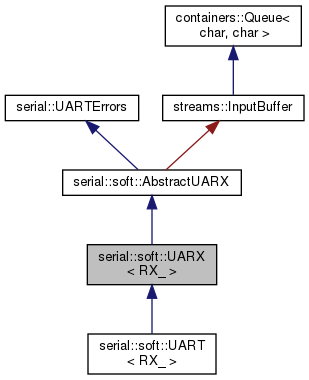 containers::Queue<
char, char >
serial::UARTErrors
streams::InputBuffer
serial::soft::AbstractUARX
serial::soft::UARX
< RX_ >
serial::soft::UART
< RX_ >